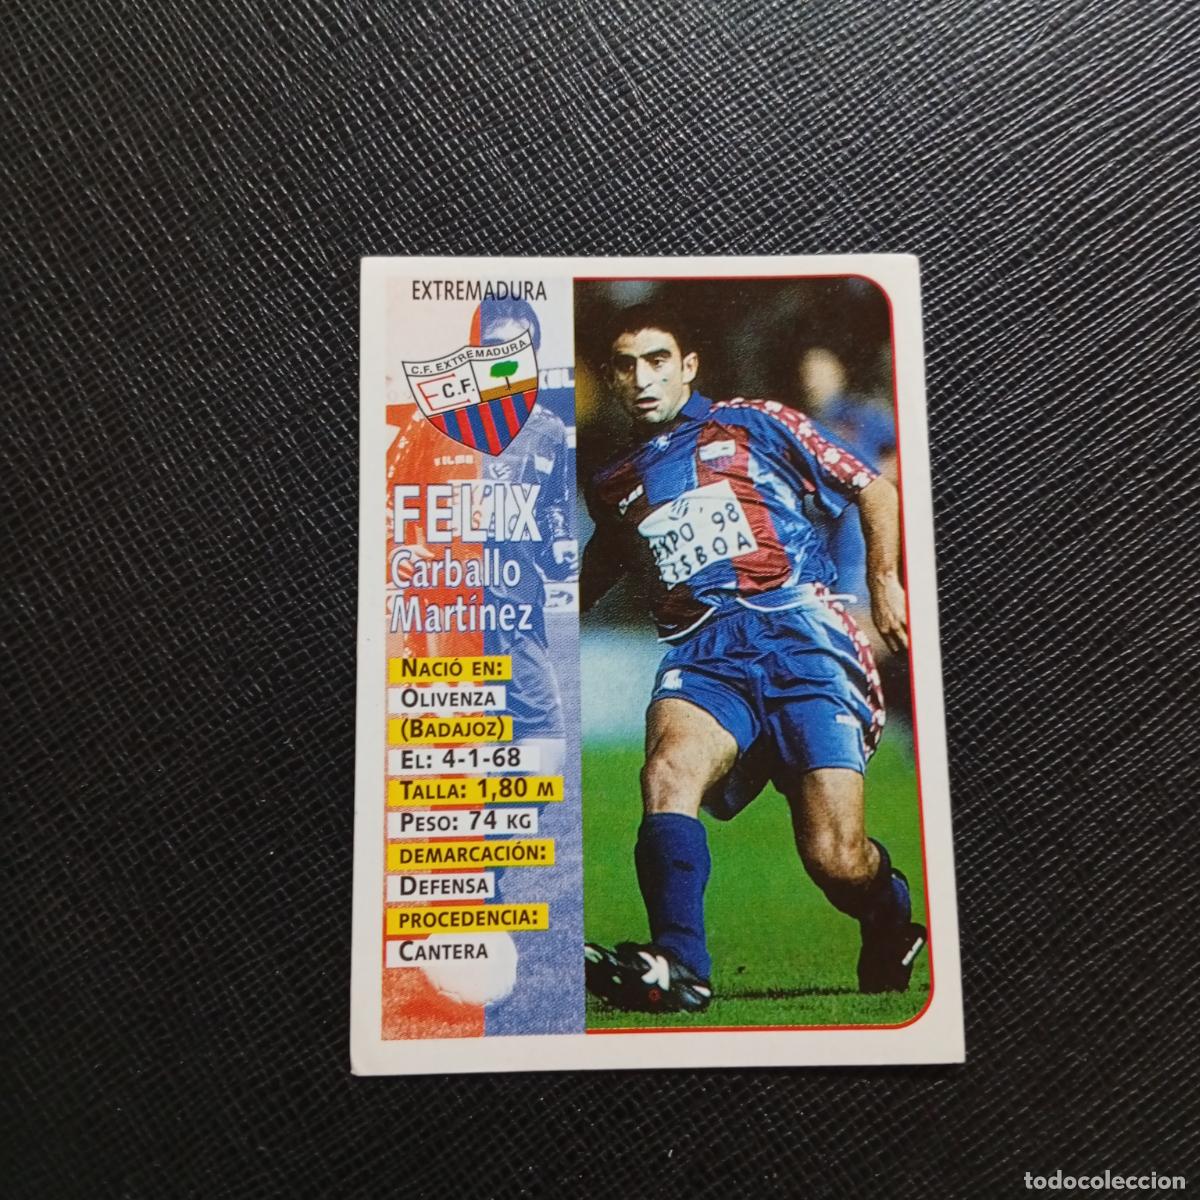 EXTREMADURA
C.F. EXTREMADURA
E C.F.
FELIX
Carballo
Martínez
NACIÓ EN:
OLIVENZA
(BADAJOZ)
EL: 4-1-68
TALLA: 1,80 M
PESO: 74 KG
DEMARCACIÓN:
DEFENSA
PROCEDENCIA:
CANTERA
EXPO '98
LISBOA
todocoleccion